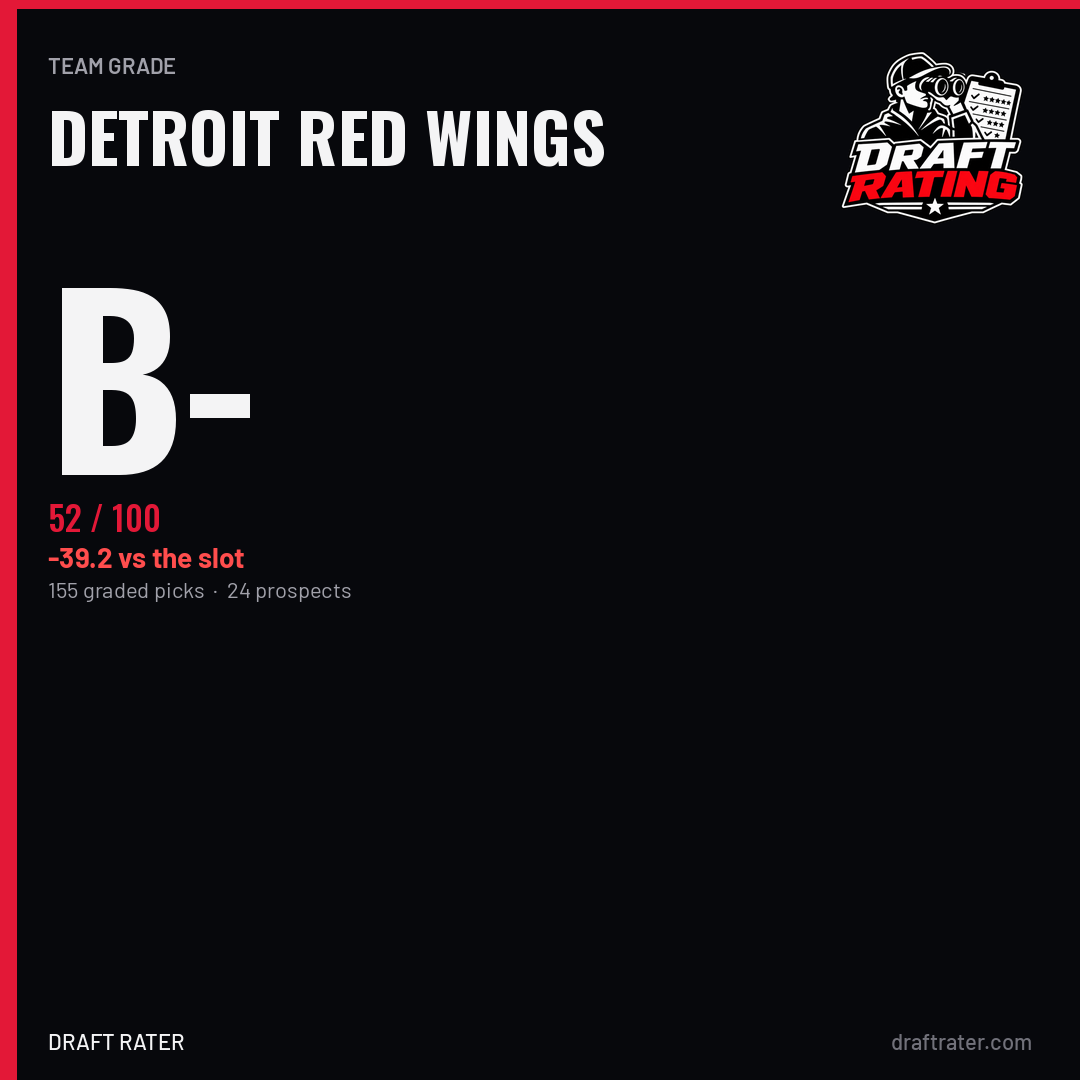 TEAM GRADE
DETROIT RED WINGS
DRAFT
RATING
B-
52 / 100
-39.2 vs the slot
155 graded picks · 24 prospects
DRAFT RATER
draftrater.com